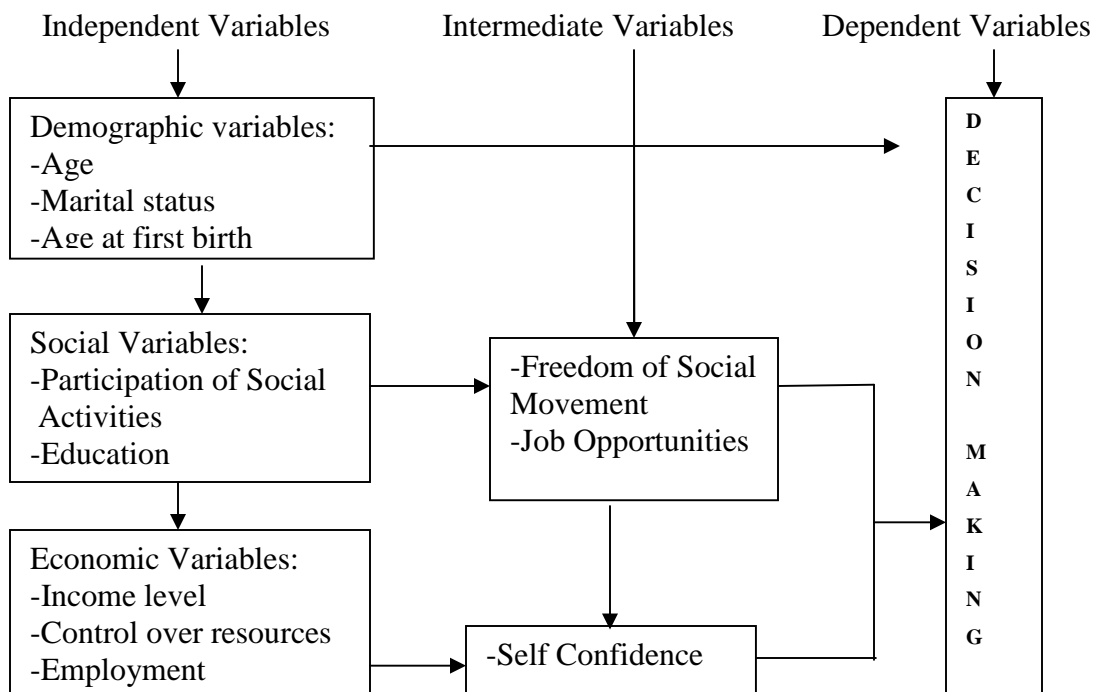 Independent Variables
Intermediate Variables
Dependent Variables
Demographic variables:
-Age
-Marital status
-Age at first birth
Social Variables:
-Participation of Social
Activities
-Education
Economic Variables:
-Income level
-Control over resources
-Employment
-Freedom of Social
Movement
-Job Opportunities
-Self Confidence
DECISION MAKING